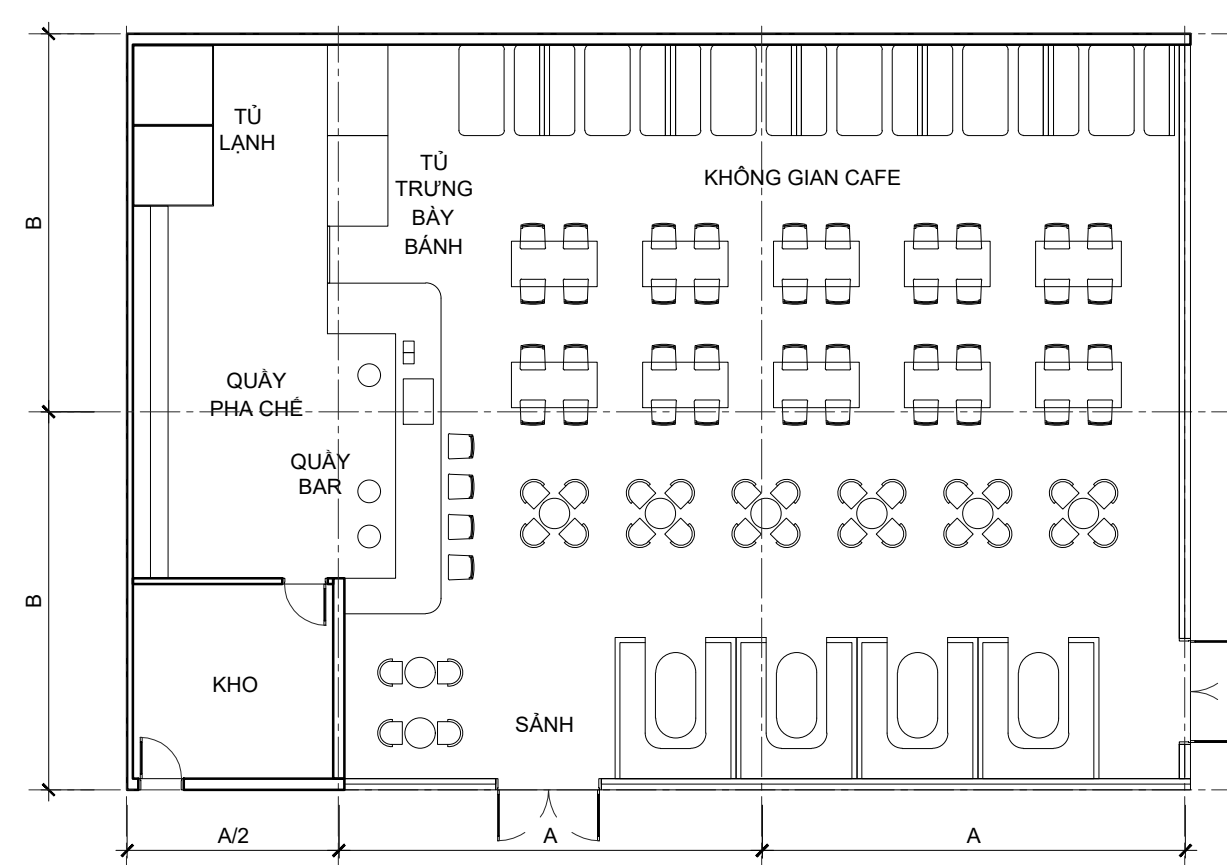 TỦ
LẠNH
TỦ
TRƯNG
BÀY
BÁNH
KHÔNG GIAN CAFE
B
QUẦY
PHA CHẾ
QUẦY
BAR
B
KHO
SẢNH
A/2
A
A